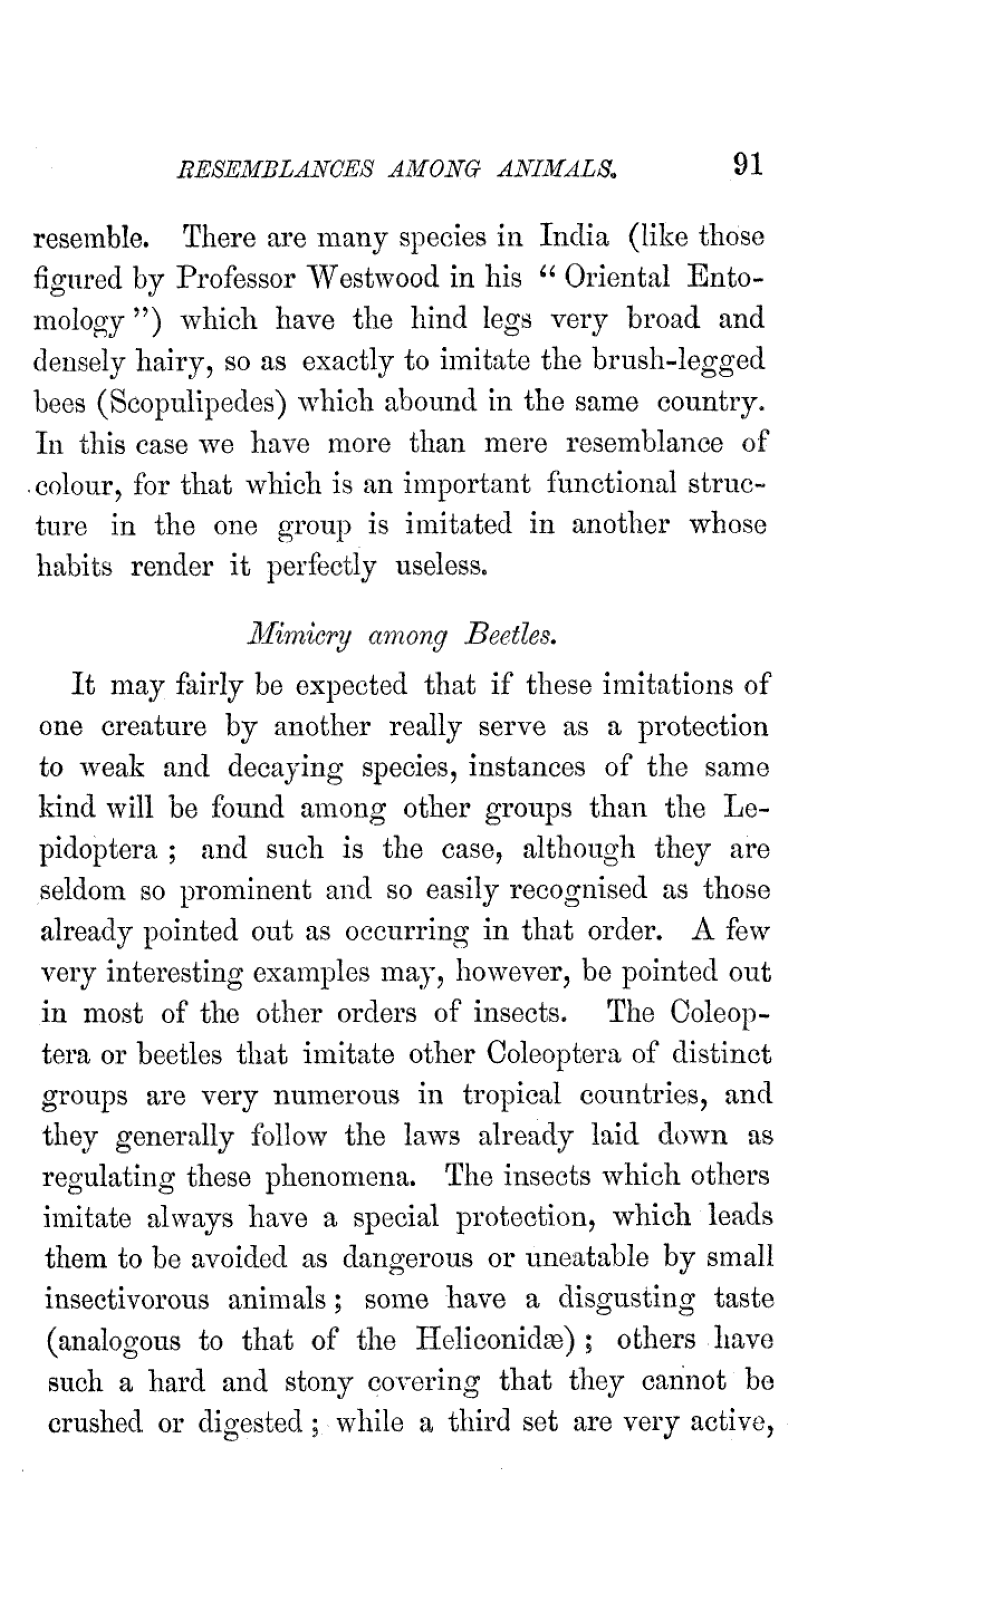 RESEMBLANCES AMONG ANIMALS. 91
resemble. There are many species in India (like those
figured by Professor Westwood in his “ Oriental Ento-
mology ”) which have the hind legs very broad and
densely hairy, so as exactly to imitate the brush-legged
bees (Scopulipedes) which abound in the same country.
In this case we have more than mere resemblance of
colour, for that which is an important functional struc-
ture in the one group is imitated in another whose
habits render it perfectly useless.
Mimicry among Beetles.
It may fairly be expected that if these imitations of
one creature by another really serve as a protection
to weak and decaying species, instances of the same
kind will be found among other groups than the Le-
pidoptera ; and such is the case, although they are
seldom so prominent and so easily recognised as those
already pointed out as occurring in that order. A few
very interesting examples may, however, be pointed out
in most of the other orders of insects. The Coleop-
tera or beetles that imitate other Coleoptera of distinct
groups are very numerous in tropical countries, and
they generally follow the laws already laid down as
regulating these phenomena. The insects which others
imitate always have a special protection, which leads
them to be avoided as dangerous or uneatable by small
insectivorous animals ; some have a disgusting taste
(analogous to that of the Heliconidæ) ; others have
such a hard and stony covering that they cannot be
crushed or digested ; while a third set are very active,